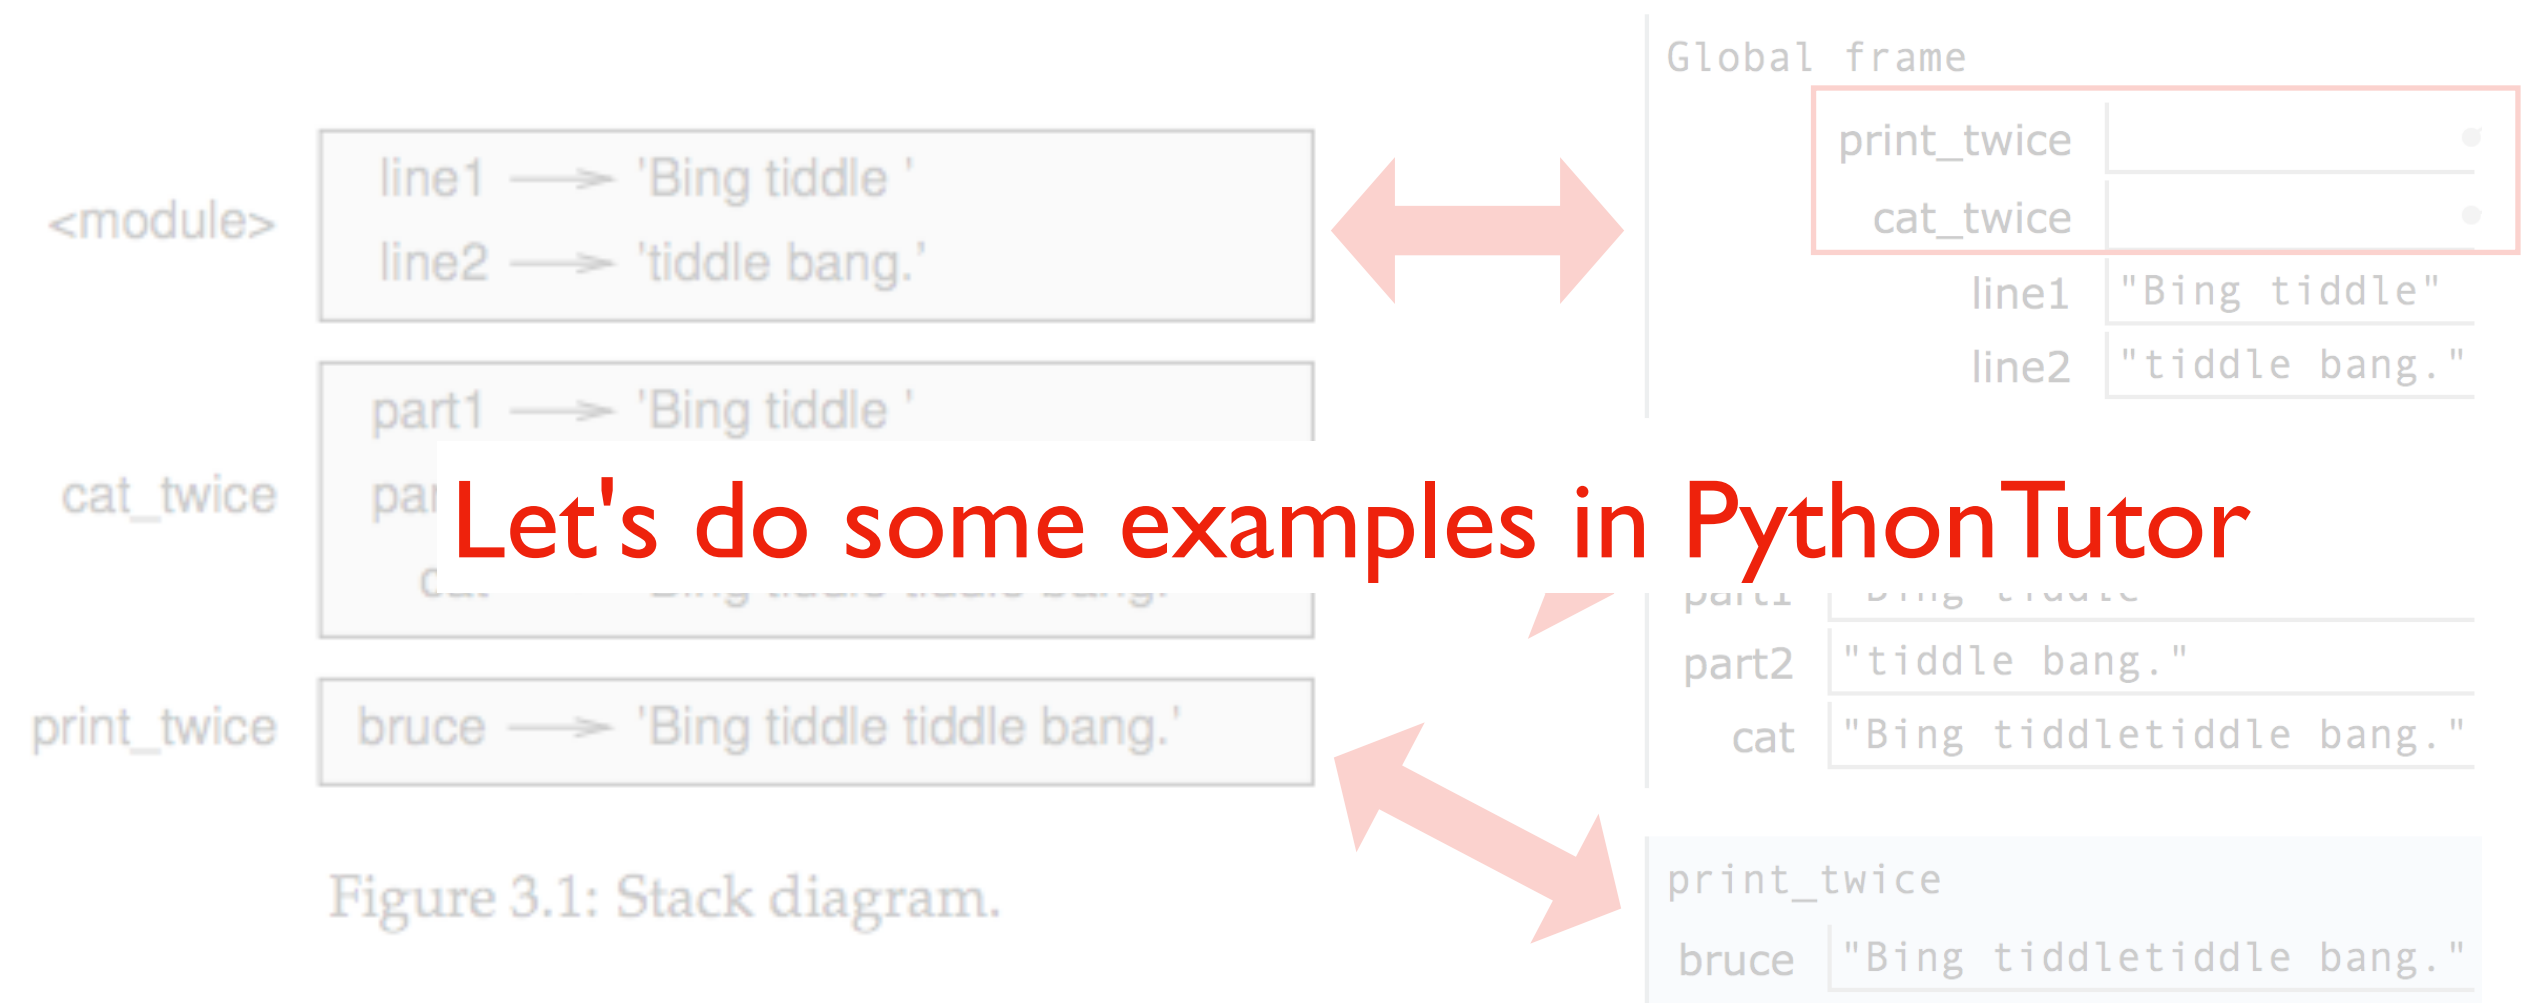 <module>
line1 'Bing tiddle '
line2 'tiddle bang.'
cat_twice
part1 'Bing tiddle '
print_twice
bruce 'Bing tiddle tiddle bang.'
Figure 3.1: Stack diagram.
Let's do some examples in PythonTutor
Global frame
print_twice
cat_twice
line1 "Bing tiddle"
line2 "tiddle bang."
part2 "tiddle bang."
cat "Bing tiddletiddle bang."
print_twice
bruce "Bing tiddletiddle bang."